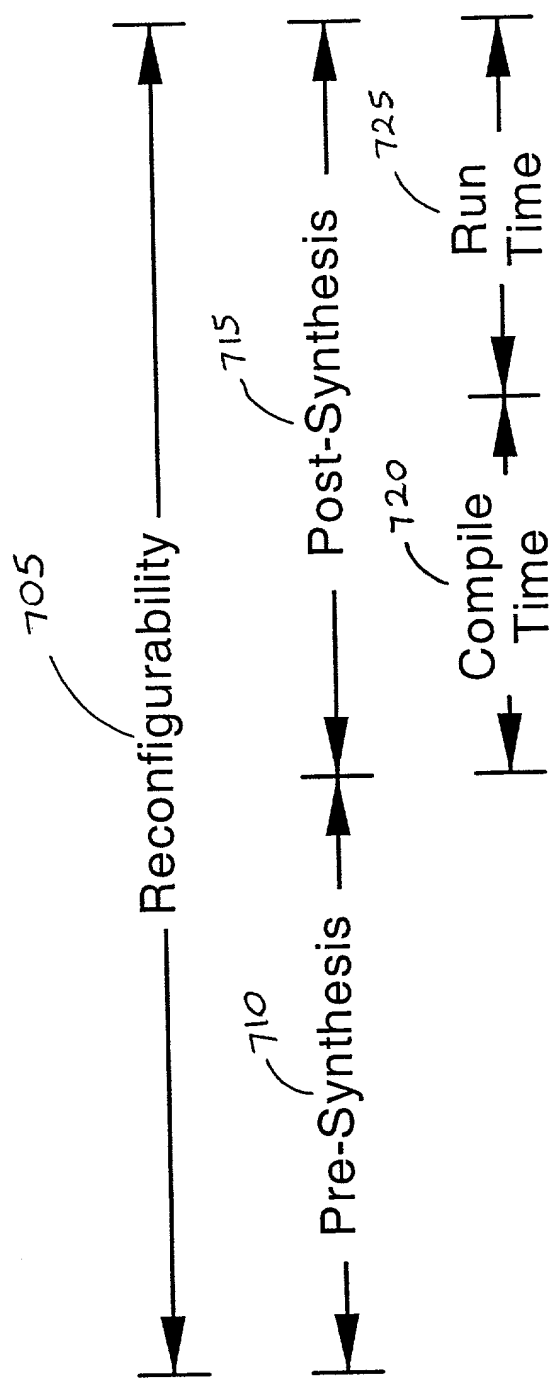 705
Reconfigurability
710
Pre-Synthesis
715
Post-Synthesis
720
Compile
Time
725
Run
Time